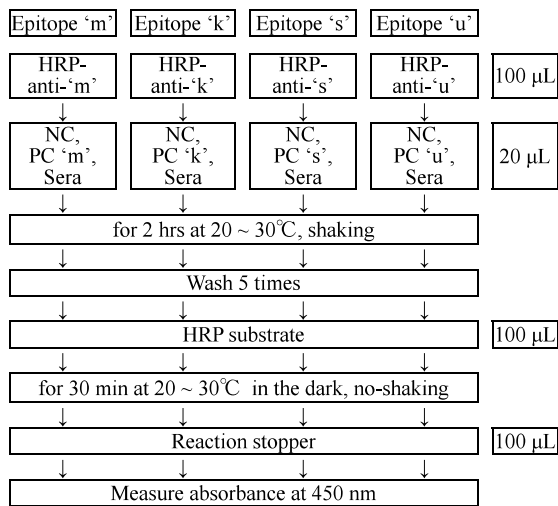 Epitope ‘m’ Epitope ‘k’ Epitope ‘s’ Epitope ‘u’
HRP- HRP- HRP- HRP-
anti-‘m’ anti-‘k’ anti-‘s’ anti-‘u’ 100 μL
NC, NC, NC, NC,
PC ‘m’, PC ‘k’, PC ‘s’, PC ‘u’, 20 μL
Sera Sera Sera Sera
for 2 hrs at 20 ~ 30℃, shaking
Wash 5 times
HRP substrate 100 μL
for 30 min at 20 ~ 30℃ in the dark, no-shaking
Reaction stopper 100 μL
Measure absorbance at 450 nm